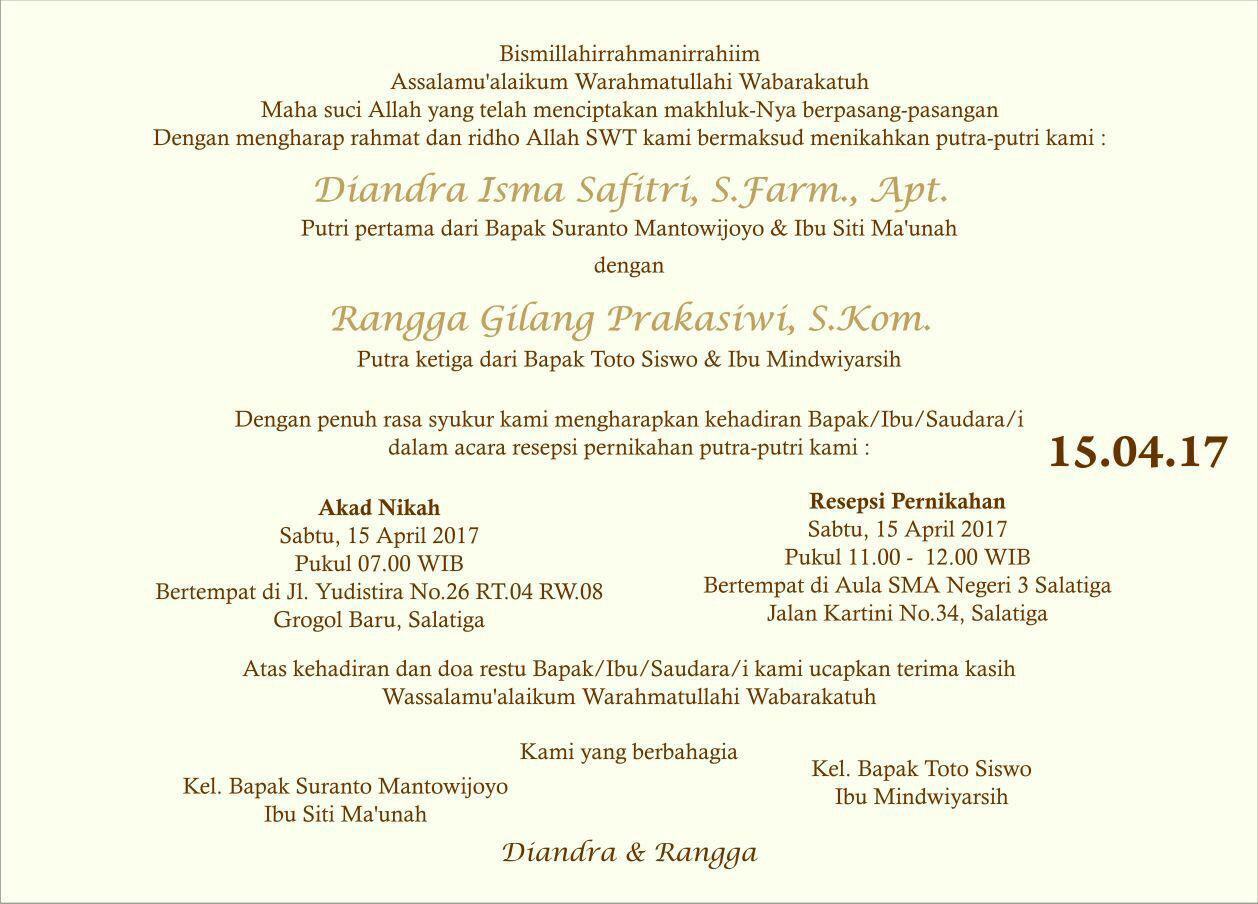 Bismillahirrahmanirrahiim
Assalamu'alaikum Warahmatullahi Wabarakatuh
Maha suci Allah yang telah menciptakan makhluk-Nya berpasang-pasangan
Dengan mengharap rahmat dan ridho Allah SWT kami bermaksud menikahkan putra-putri kami :
Diandra Isma Safitri, S.Farm., Apt.
Putri pertama dari Bapak Suranto Mantowijoyo & Ibu Siti Ma'unah
dengan
Rangga Gilang Prakasiwi, S.Kom.
Putra ketiga dari Bapak Toto Siswo & Ibu Mindwiyarsih
Dengan penuh rasa syukur kami mengharapkan kehadiran Bapak/Ibu/Saudara/i
dalam acara resepsi pernikahan putra-putri kami :
15.04.17
Akad Nikah
Sabtu, 15 April 2017
Pukul 07.00 WIB
Bertempat di Jl. Yudistira No.26 RT.04 RW.08
Grogol Baru, Salatiga
Resepsi Pernikahan
Sabtu, 15 April 2017
Pukul 11.00 - 12.00 WIB
Bertempat di Aula SMA Negeri 3 Salatiga
Jalan Kartini No.34, Salatiga
Atas kehadiran dan doa restu Bapak/Ibu/Saudara/i kami ucapkan terima kasih
Wassalamu'alaikum Warahmatullahi Wabarakatuh
Kami yang berbahagia
Kel. Bapak Suranto Mantowijoyo
Ibu Siti Ma'unah
Kel. Bapak Toto Siswo
Ibu Mindwiyarsih
Diandra & Rangga